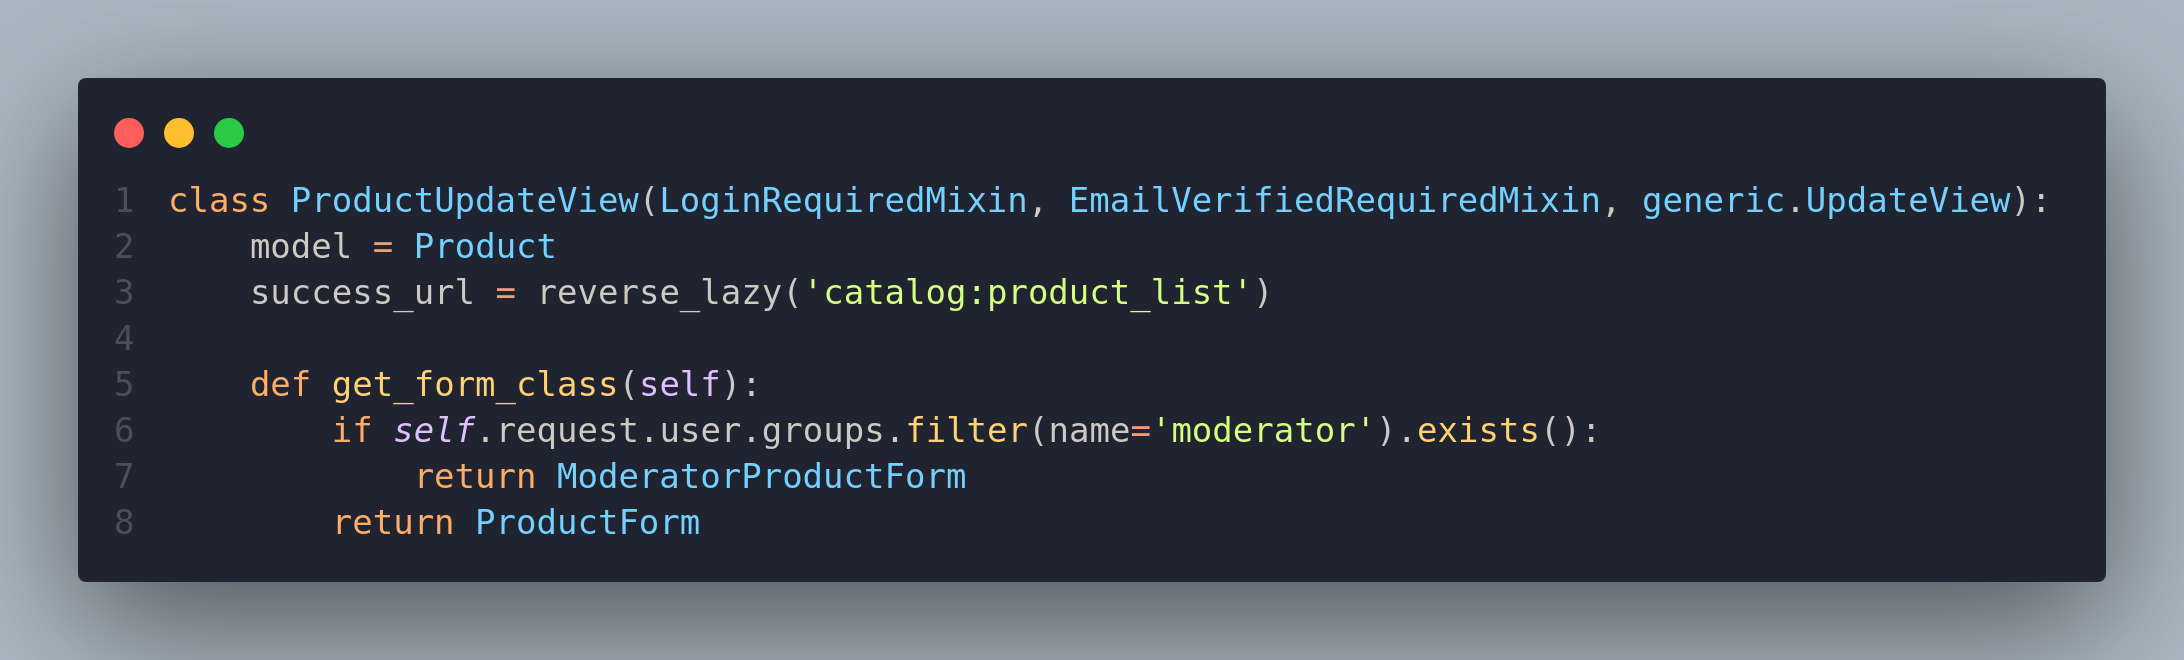 1 class ProductUpdateView(LoginRequiredMixin, EmailVerifiedRequiredMixin, generic.UpdateView):
2     model = Product
3     success_url = reverse_lazy('catalog:product_list')
4
5     def get_form_class(self):
6         if self.request.user.groups.filter(name='moderator').exists():
7             return ModeratorProductForm
8         return ProductForm